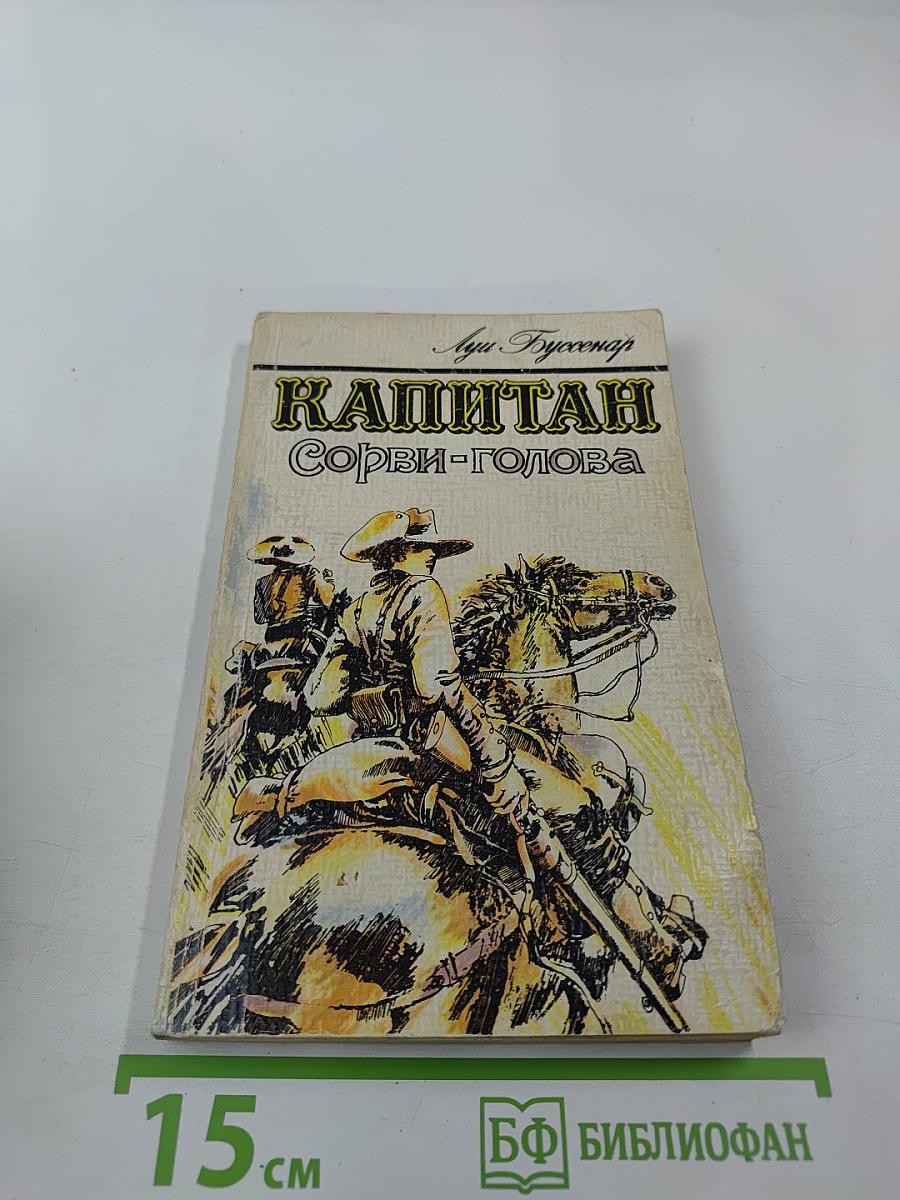 Луи Буссенар
КАПИТАН
Сорви-голова
15 см
БФ БИБЛИОФАН